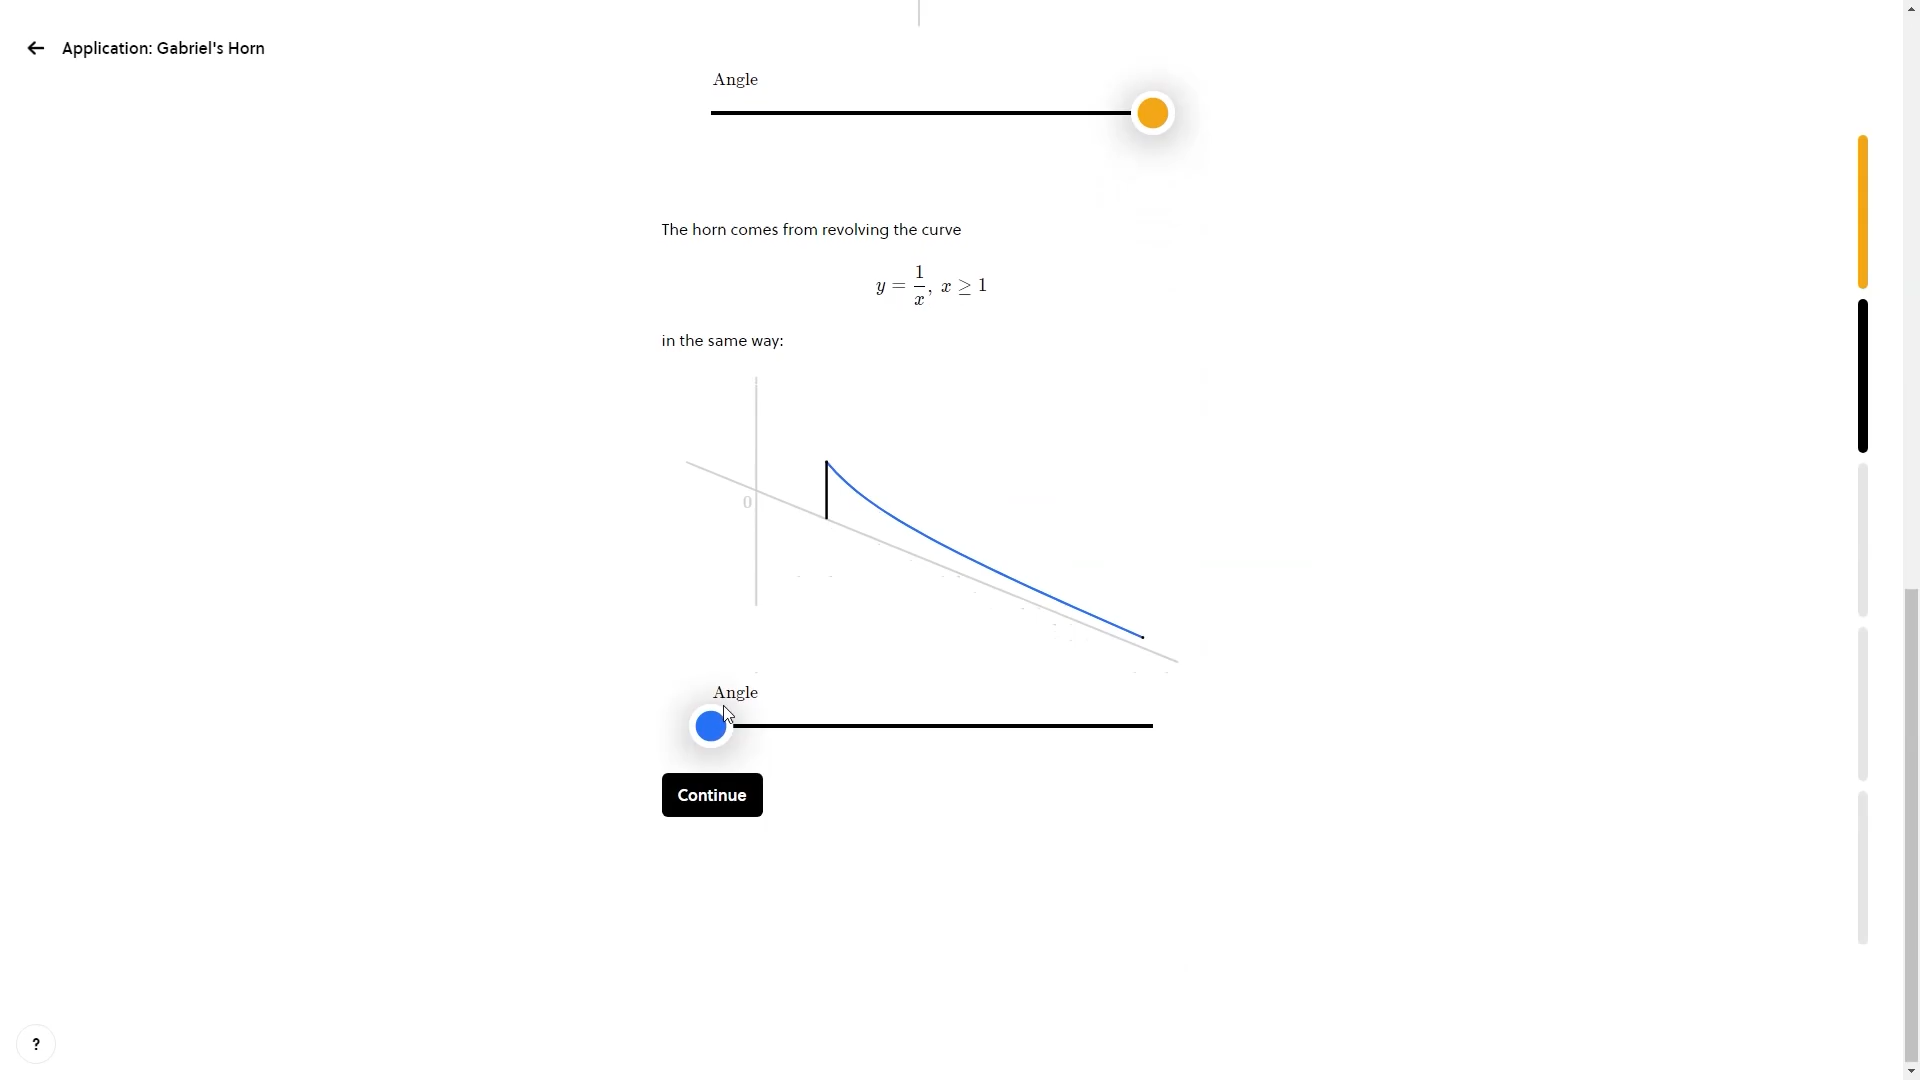 Application: Gabriel's Horn
Angle
The horn comes from revolving the curve
y = 1/x, x ≥ 1
in the same way:
0
Angle
Continue
?